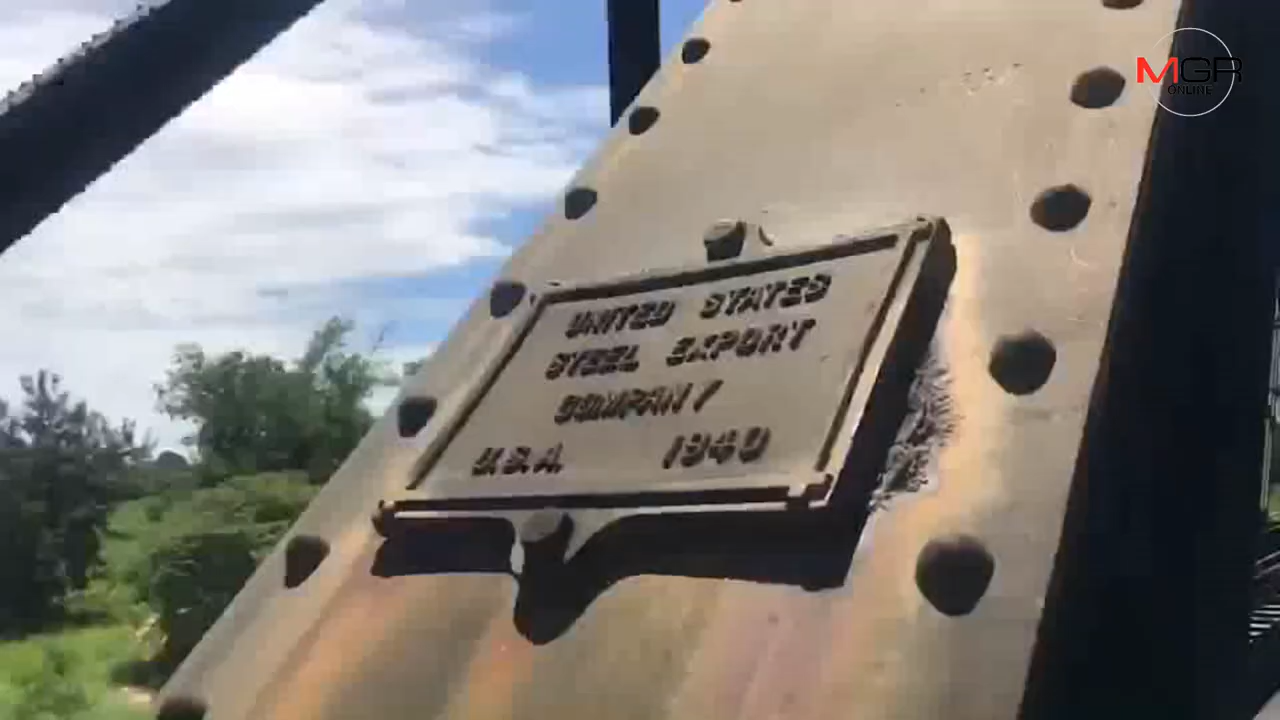 MGR
ONLINE
UNITED STATES
STEEL EXPORT
COMPANY
U.S.A. 1940